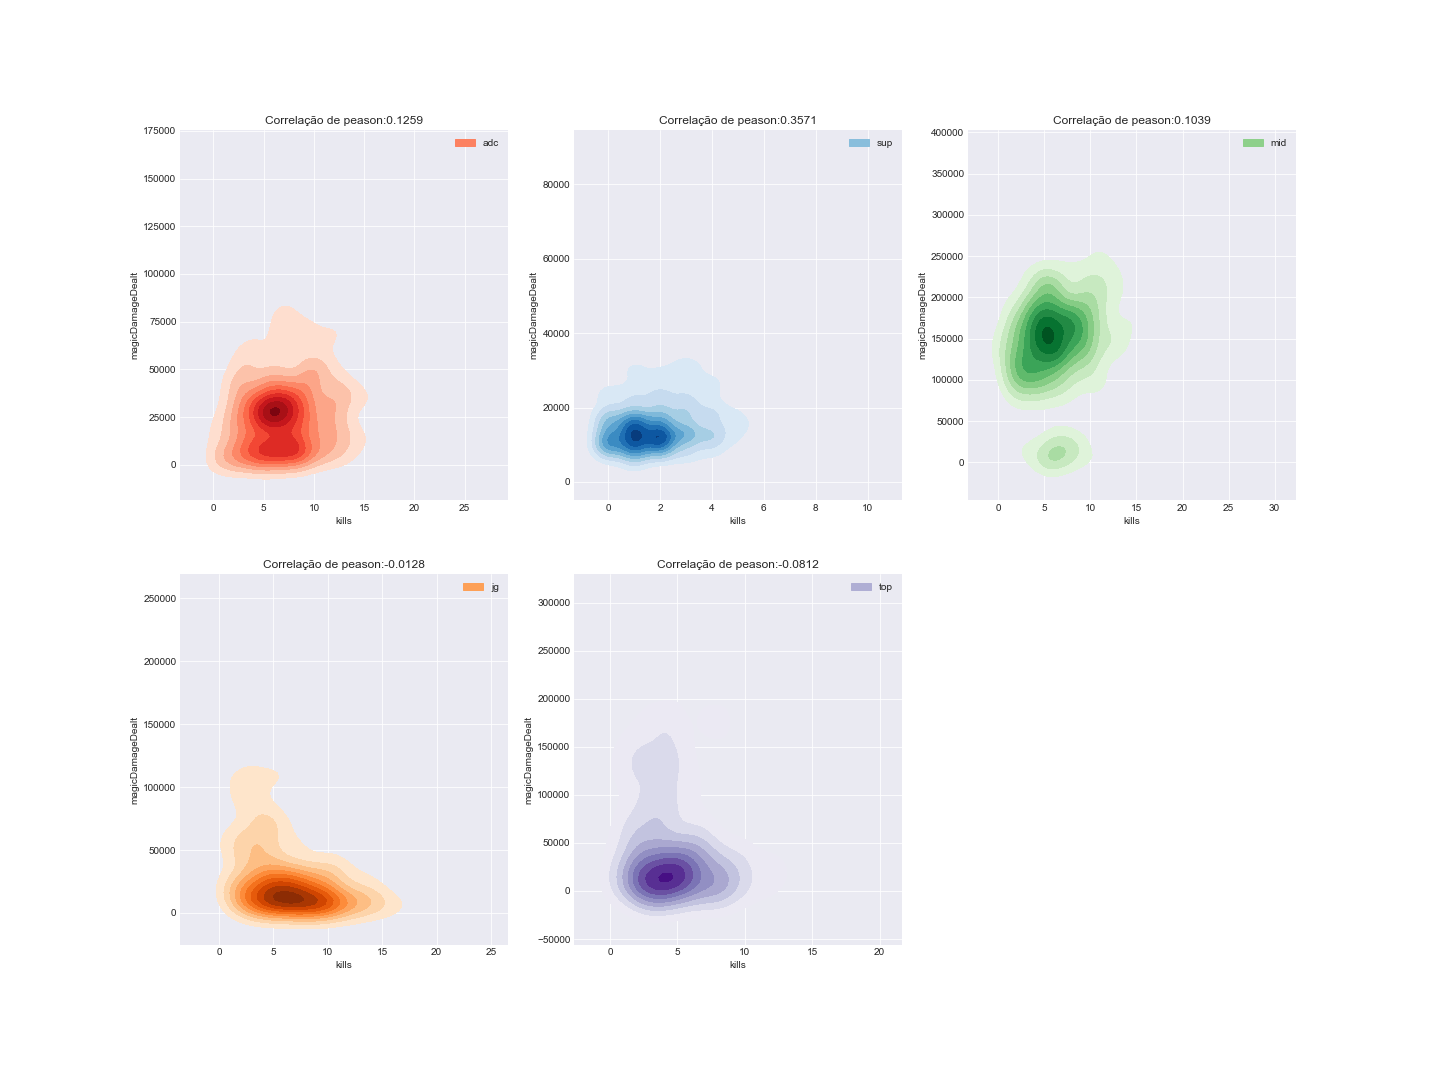 Correlação de peason:0.1259
adc
175000
150000
125000
100000
75000
50000
25000
0
magicDamageDealt
0 5 10 15 20 25
kills
Correlação de peason:0.3571
sup
80000
60000
40000
20000
0
magicDamageDealt
0 2 4 6 8 10
kills
Correlação de peason:0.1039
mid
400000
350000
300000
250000
200000
150000
100000
50000
0
magicDamageDealt
0 5 10 15 20 25 30
kills
Correlação de peason:-0.0128
jg
250000
200000
150000
100000
50000
0
magicDamageDealt
0 5 10 15 20 25
kills
Correlação de peason:-0.0812
top
300000
250000
200000
150000
100000
50000
0
−50000
magicDamageDealt
0 5 10 15 20
kills